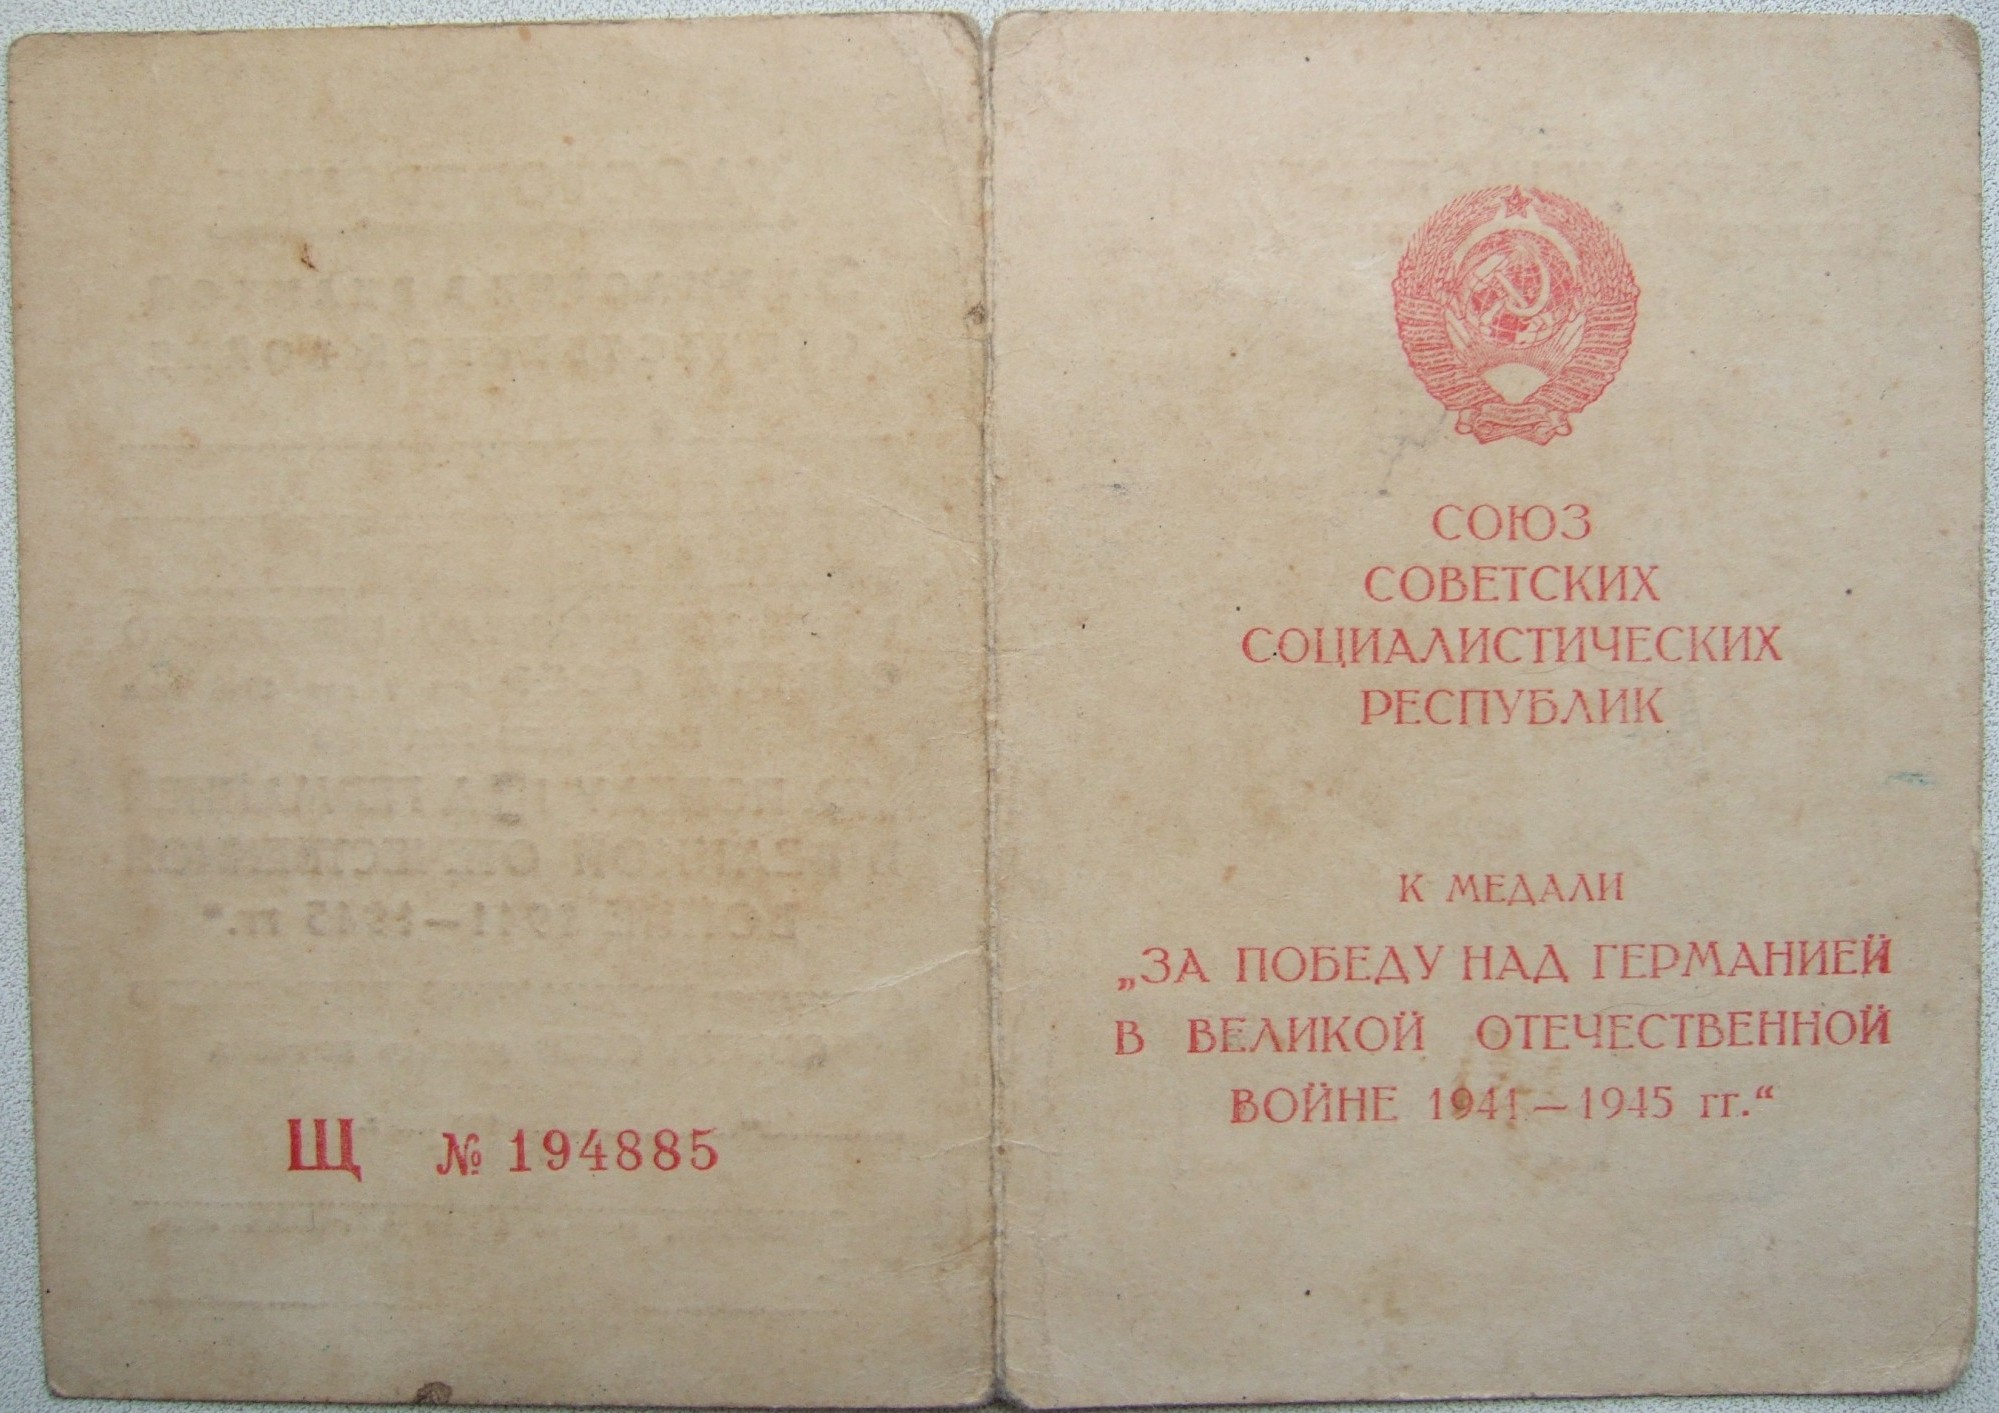 Щ № 194885
СОЮЗ
СОВЕТСКИХ
СОЦИАЛИСТИЧЕСКИХ
РЕСПУБЛИК
К МЕДАЛИ
„ЗА ПОБЕДУ НАД ГЕРМАНИЕЙ
В ВЕЛИКОЙ ОТЕЧЕСТВЕННОЙ
ВОЙНЕ 1941—1945 гг.“